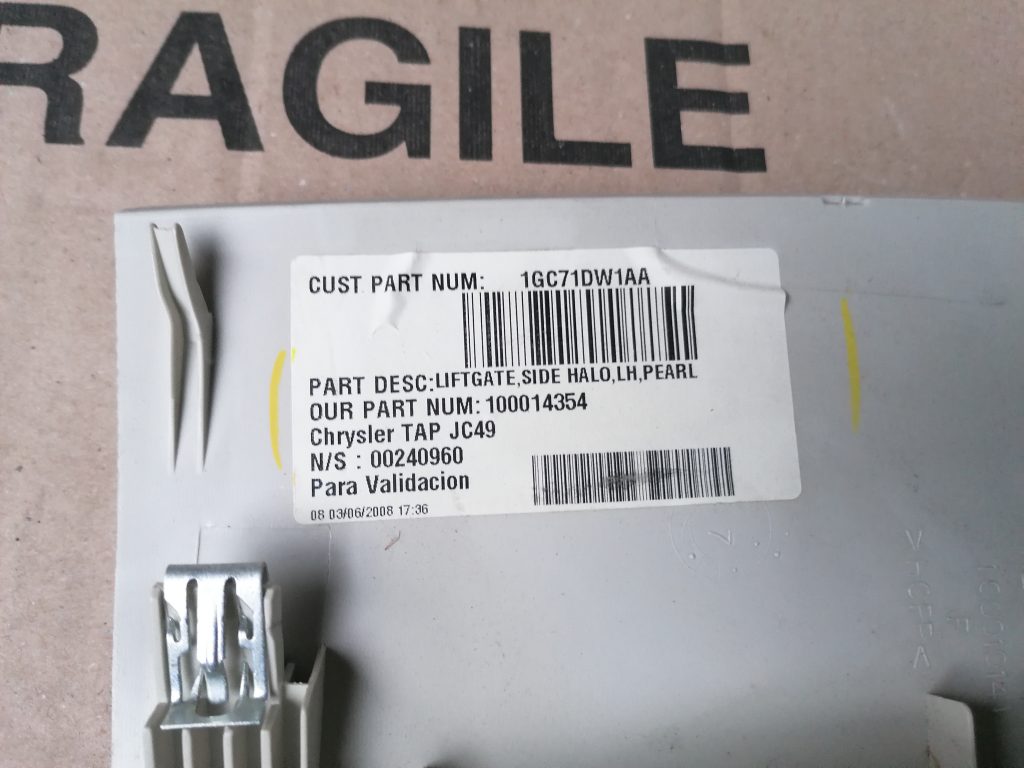 RAGILE
CUST PART NUM: 1GC71DW1AA
PART DESC:LIFTGATE,SIDE HALO,LH,PEARL
OUR PART NUM:100014354
Chrysler TAP JC49
N/S : 00240960
Para Validacion
08 03/06/2008 17:36